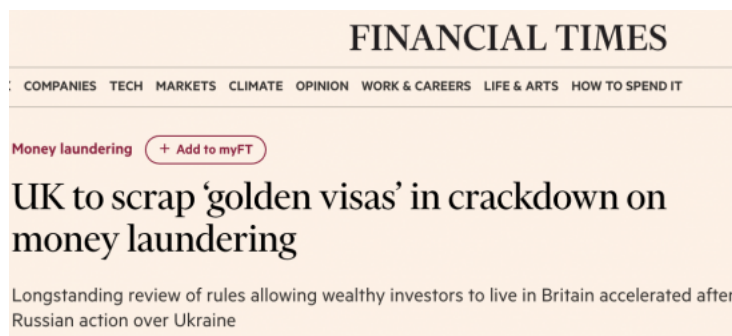 FINANCIAL TIMES
COMPANIES TECH MARKETS CLIMATE OPINION WORK & CAREERS LIFE & ARTS HOW TO SPEND IT
Money laundering + Add to myFT
UK to scrap ‘golden visas’ in crackdown on
money laundering
Longstanding review of rules allowing wealthy investors to live in Britain accelerated after
Russian action over Ukraine